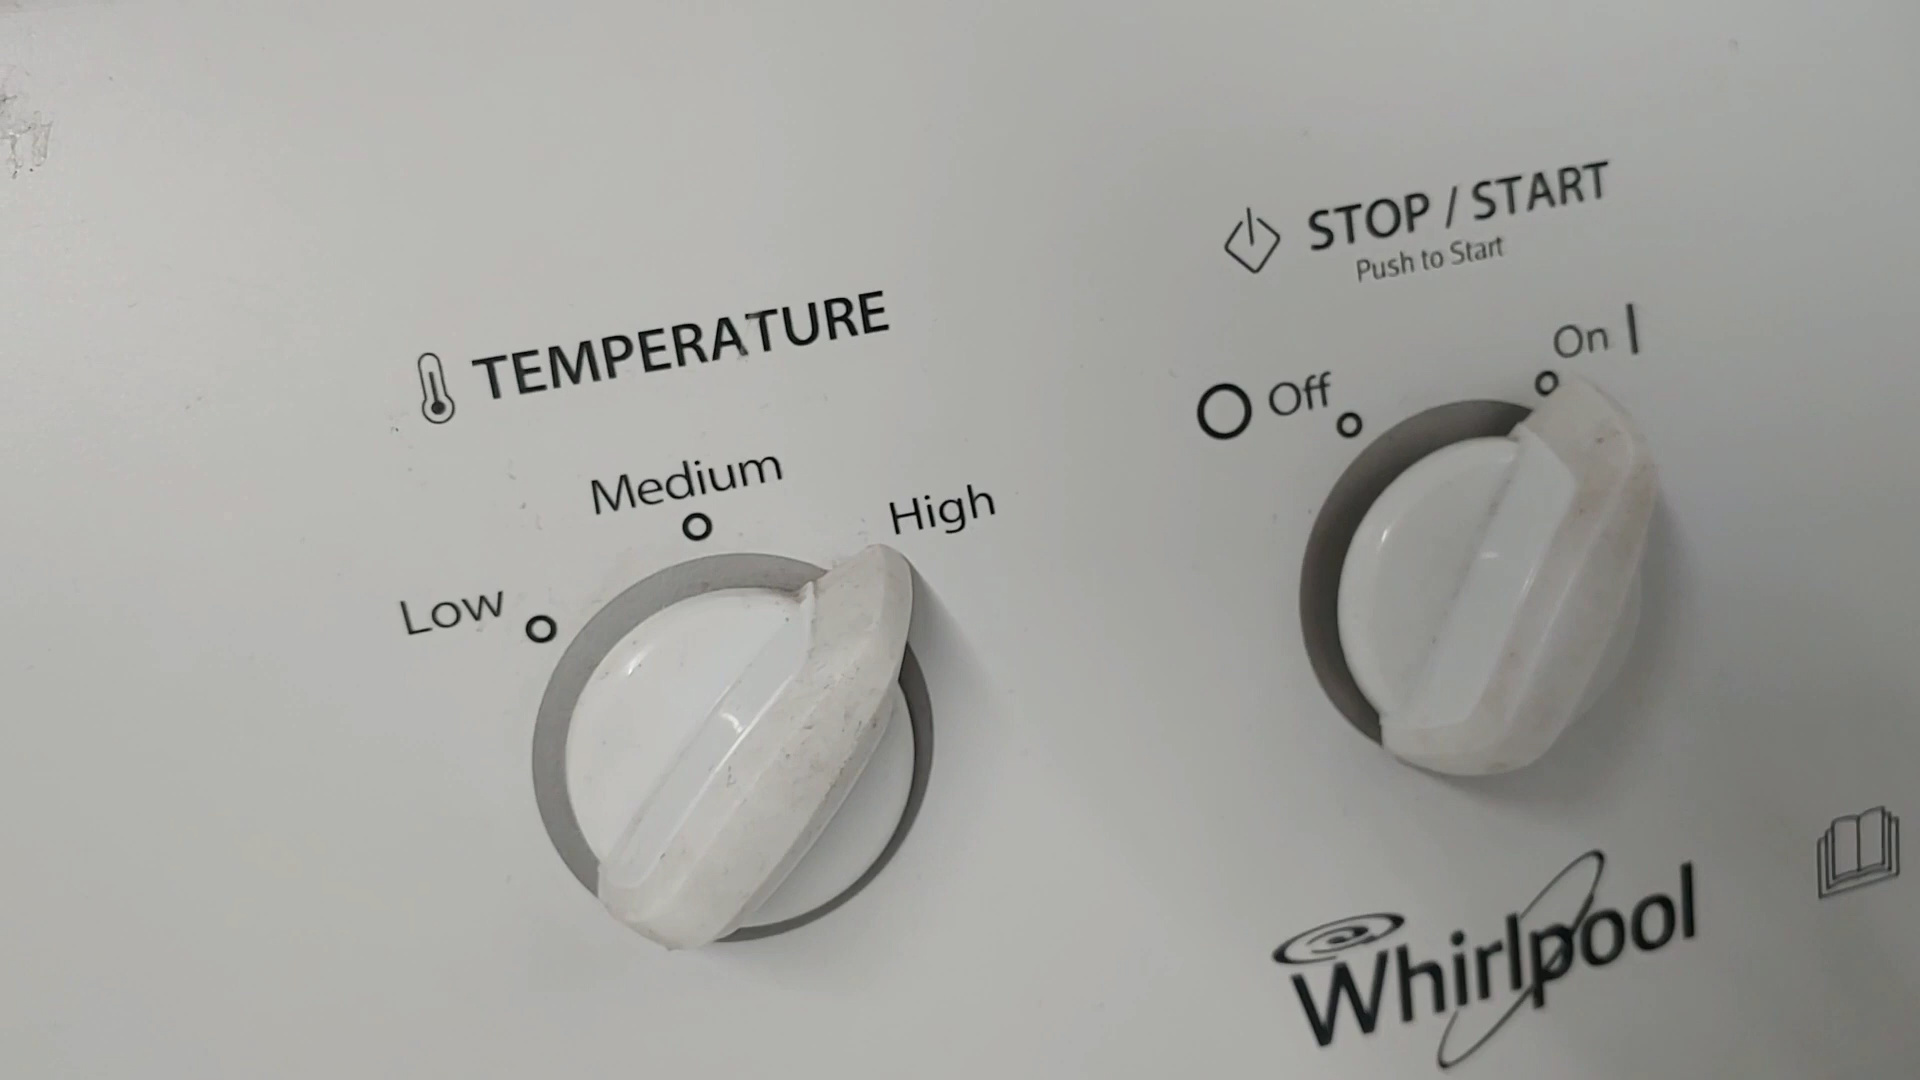 TEMPERATURE
Low
Medium
High
STOP / START
Push to Start
Off
On
Whirlpool